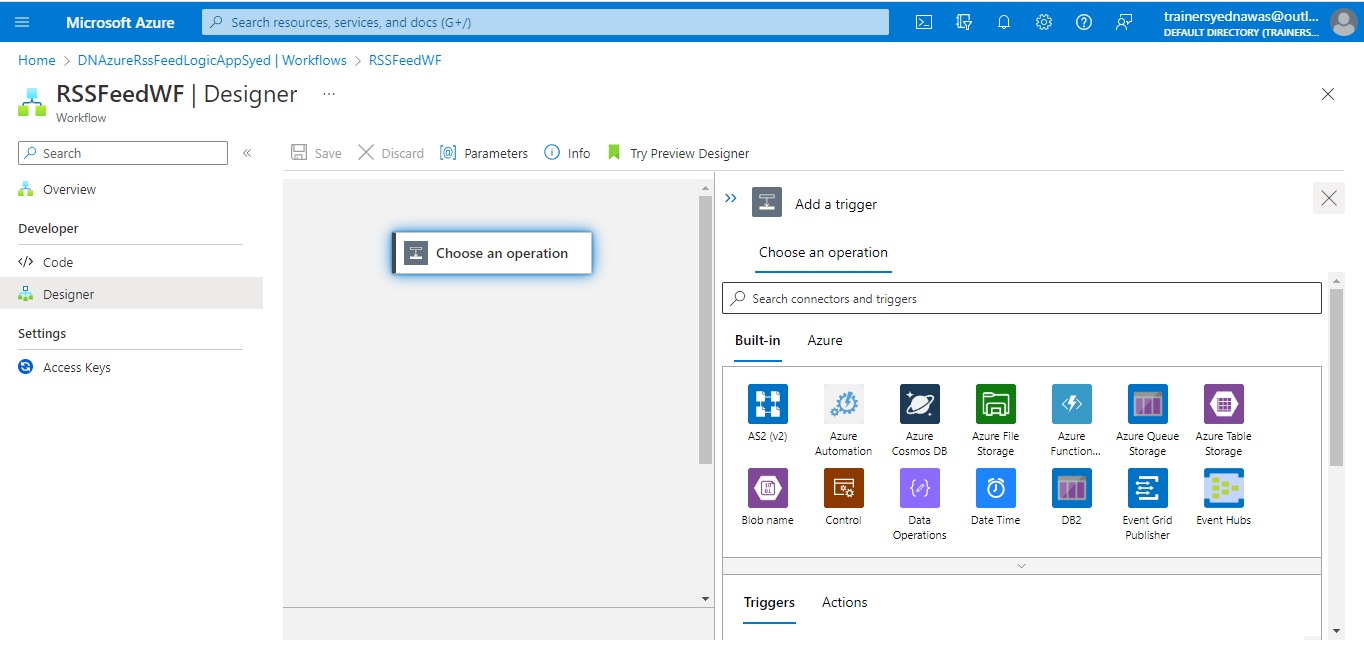 Microsoft Azure
Search resources, services, and docs (G+/)
trainersyednawas@outl...
DEFAULT DIRECTORY (TRAINERS...
Home > DNAzureRssFeedLogicAppSyed | Workflows > RSSFeedWF
RSSFeedWF | Designer ...
Workflow
Search «
Save Discard [@] Parameters Info Try Preview Designer
Overview
Developer
Code
Designer
Settings
Access Keys
Choose an operation
Add a trigger
Choose an operation
Search connectors and triggers
Built-in Azure
AS2 (v2)
Azure Automation
Azure Cosmos DB
Azure File Storage
Azure Function...
Azure Queue Storage
Azure Table Storage
Blob name
Control
Data Operations
Date Time
DB2
Event Grid Publisher
Event Hubs
Triggers Actions